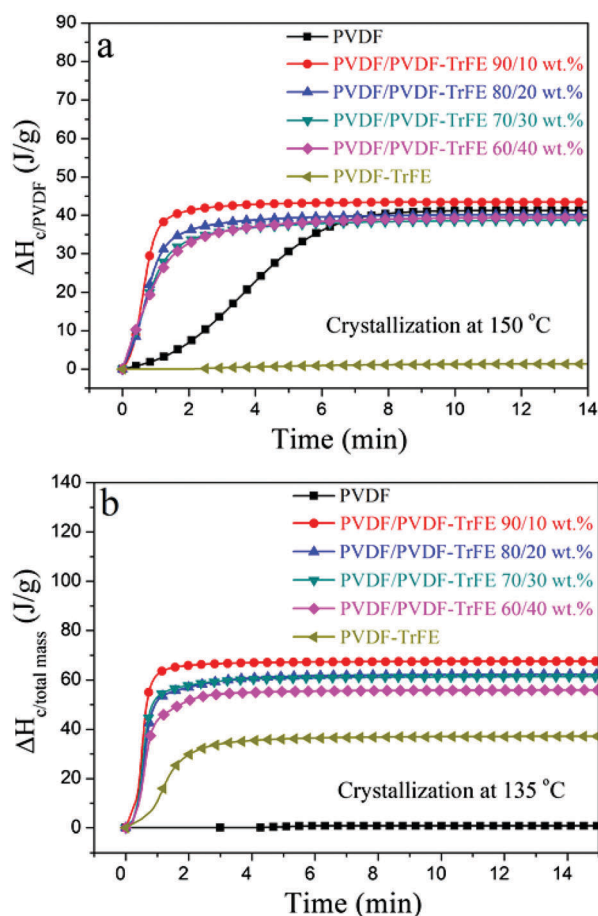 a
ΔHc/PVDF (J/g)
90
80
70
60
50
40
30
20
10
0
PVDF
PVDF/PVDF-TrFE 90/10 wt.%
PVDF/PVDF-TrFE 80/20 wt.%
PVDF/PVDF-TrFE 70/30 wt.%
PVDF/PVDF-TrFE 60/40 wt.%
PVDF-TrFE
Crystallization at 150 °C
0 2 4 6 8 10 12 14
Time (min)
b
ΔHc/total mass (J/g)
140
120
100
80
60
40
20
0
PVDF
PVDF/PVDF-TrFE 90/10 wt.%
PVDF/PVDF-TrFE 80/20 wt.%
PVDF/PVDF-TrFE 70/30 wt.%
PVDF/PVDF-TrFE 60/40 wt.%
PVDF-TrFE
Crystallization at 135 °C
0 2 4 6 8 10 12 14
Time (min)